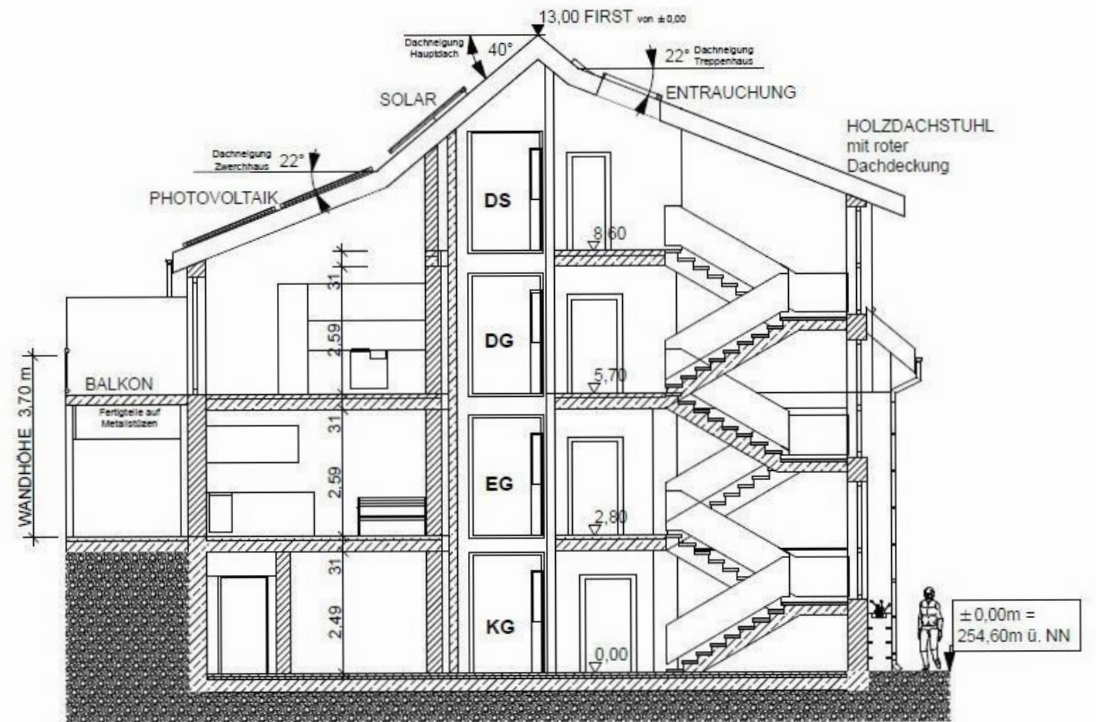 13,00 FIRST von ±0,00
Dachneigung
Hauptdach
40°
22°
Dachneigung
Treppenhaus
SOLAR
ENTRAUCHUNG
HOLZDACHSTUHL
mit roter
Dachdeckung
Dachneigung
Zwerchhaus
22°
PHOTOVOLTAIK
DS
8,60
31
2,59
DG
5,70
BALKON
Fertigteile auf
Metallstüzen
WANDHÖHE 3,70 m
31
2,59
EG
2,80
31
2,49
KG
0,00
±0,00m =
254,60m ü. NN